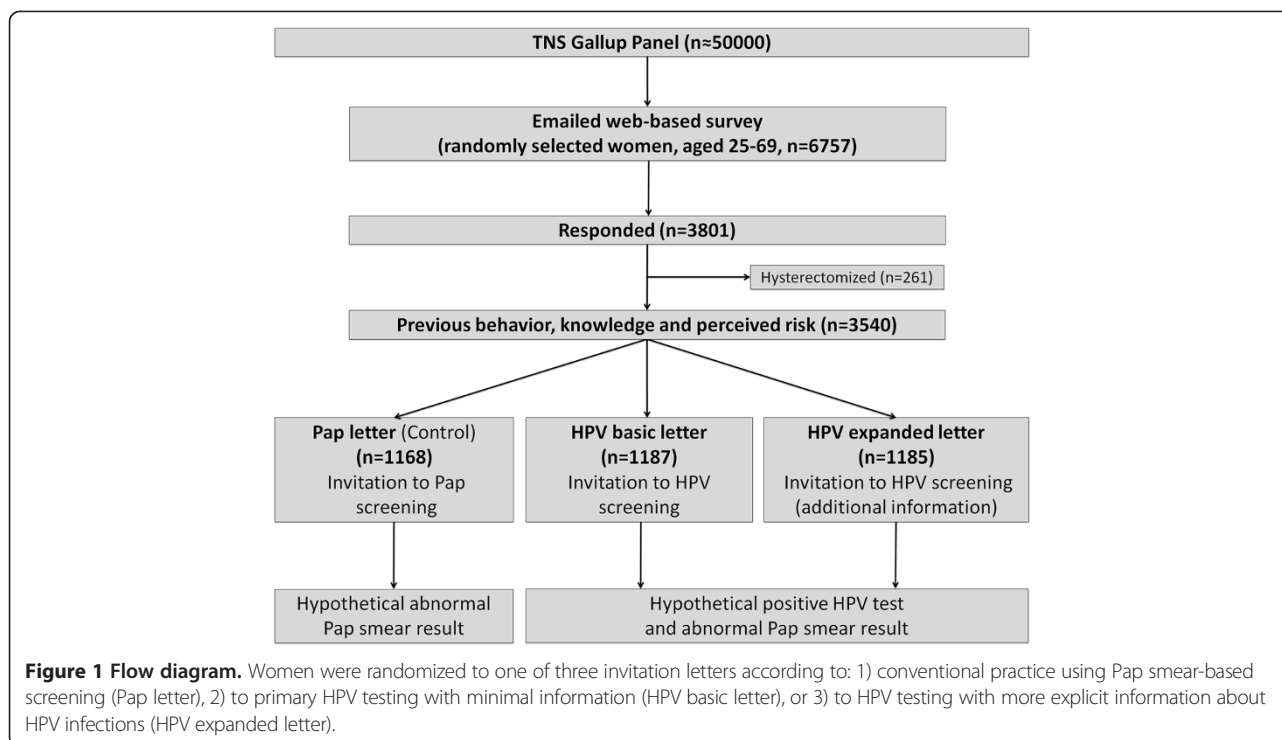 TNS Gallup Panel (n≈50000)
Emailed web-based survey
(randomly selected women, aged 25-69, n=6757)
Responded (n=3801)
Hysterectomized (n=261)
Previous behavior, knowledge and perceived risk (n=3540)
Pap letter (Control)
(n=1168)
Invitation to Pap
screening
HPV basic letter
(n=1187)
Invitation to HPV
screening
HPV expanded letter
(n=1185)
Invitation to HPV screening
(additional information)
Hypothetical abnormal
Pap smear result
Hypothetical positive HPV test
and abnormal Pap smear result
Figure 1 Flow diagram. Women were randomized to one of three invitation letters according to: 1) conventional practice using Pap smear-based
screening (Pap letter), 2) to primary HPV testing with minimal information (HPV basic letter), or 3) to HPV testing with more explicit information about
HPV infections (HPV expanded letter).